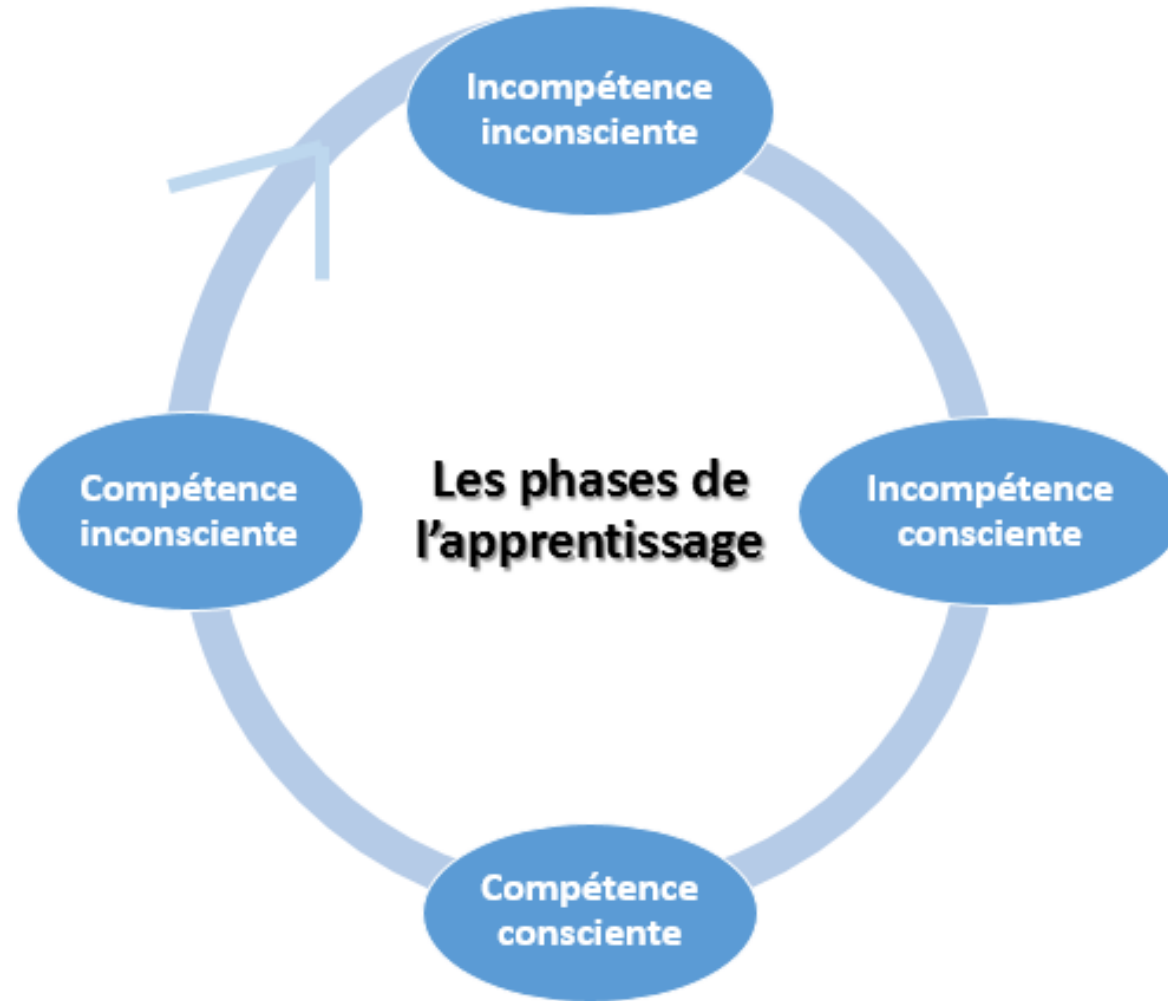 Incompétence
inconsciente
Compétence
inconsciente
Les phases de
l'apprentissage
Incompétence
consciente
Compétence
consciente